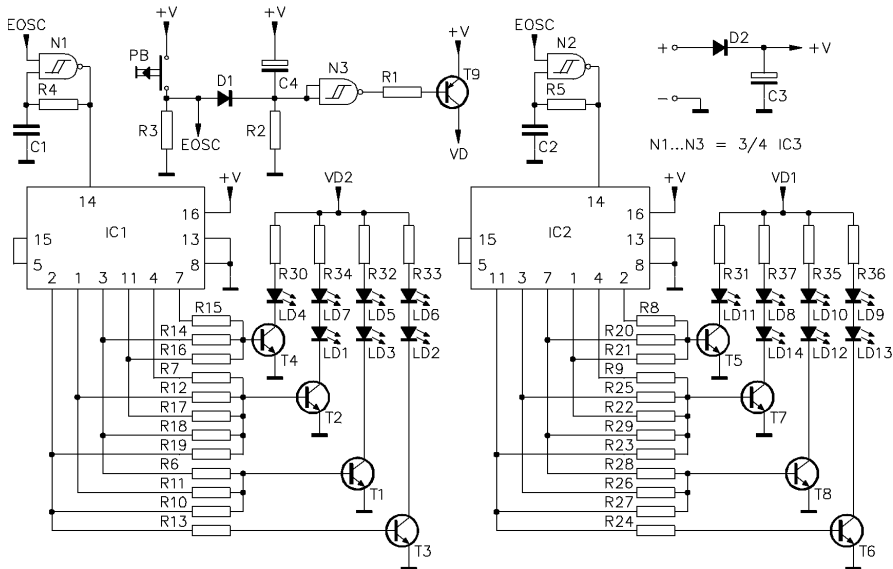 EOSC N1 R4 C1
+V PB D1 R3 EOSC
+V C4 R2 N3 R1
+V T9 VD
EOSC N2 R5 C2
+ D2 +V
− C3
N1...N3 = 3/4 IC3
14 +V 16
IC1
15 13
5 8
2 1 3 11 4 7
VD2
R30 R34 R32 R33
LD4 LD7 LD5 LD6
LD1 LD3 LD2
R15
R14
R16
T4
R7
R12
R17
T2
R18
R19
R6
R11
T1
R10
R13
T3
14 +V 16
IC2
15 13
5 8
11 3 7 1 4 2
VD1
R31 R37 R35 R36
LD11 LD8 LD10 LD9
LD14 LD12 LD13
R8
R20
R21
T5
R9
R25
R22
T7
R29
R23
R28
R26
T8
R27
R24
T6